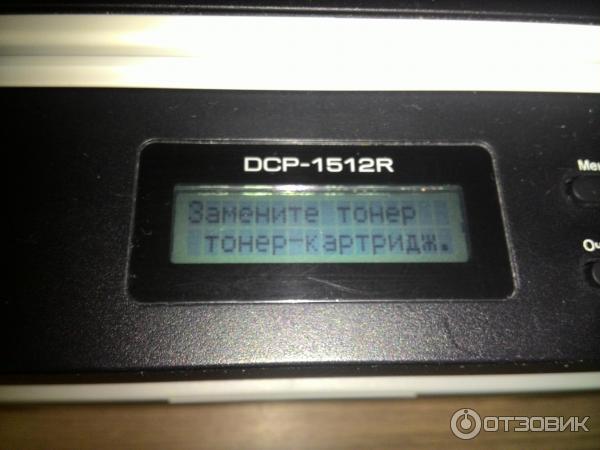 DCP-1512R
Замените тонер
тонер-картридж.
ОТЗОВИК